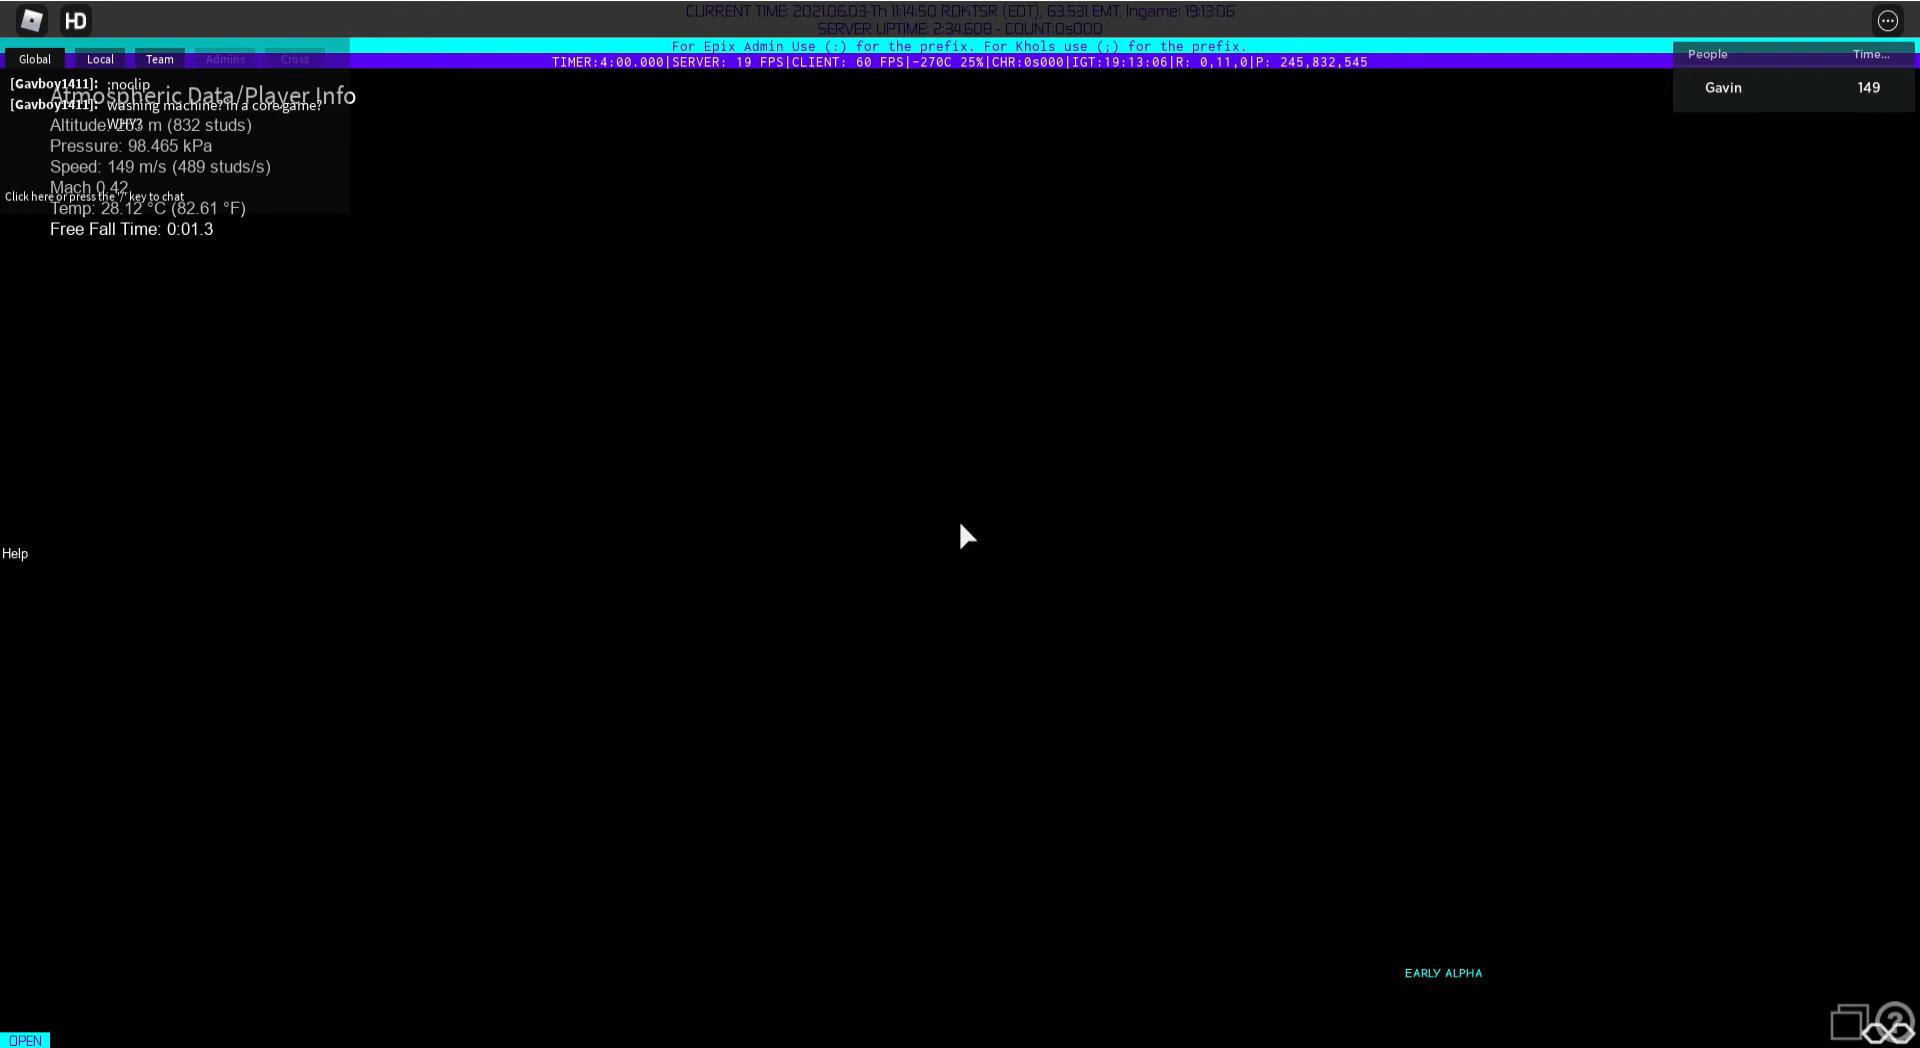 HD
CURRENT TIME: 2021.06.03-Th 11:14:50 RDKTSR (EDT), 63.531 EMT, Ingame: 19:13:06
SERVER UPTIME: 2:34.608 - COUNT:0s000
For Epix Admin Use (:) for the prefix. For Khols use (;) for the prefix.
TIMER:4:00.000|SERVER: 19 FPS|CLIENT: 60 FPS|-270C 25%|CHR:0s000|IGT:19:13:06|R: 0,11,0|P: 245,832,545
Global Local Team Admins Cross
People Time...
Gavin 149
[Gavboy1411]: ;noclip
Atmospheric Data/Player Info
[Gavboy1411]: washing machine? in a core game?
WHY?
Altitude: 253 m (832 studs)
Pressure: 98.465 kPa
Speed: 149 m/s (489 studs/s)
Mach 0.42
Click here or press the '/' key to chat
Temp: 28.12 °C (82.61 °F)
Free Fall Time: 0:01.3
Help
EARLY ALPHA
OPEN